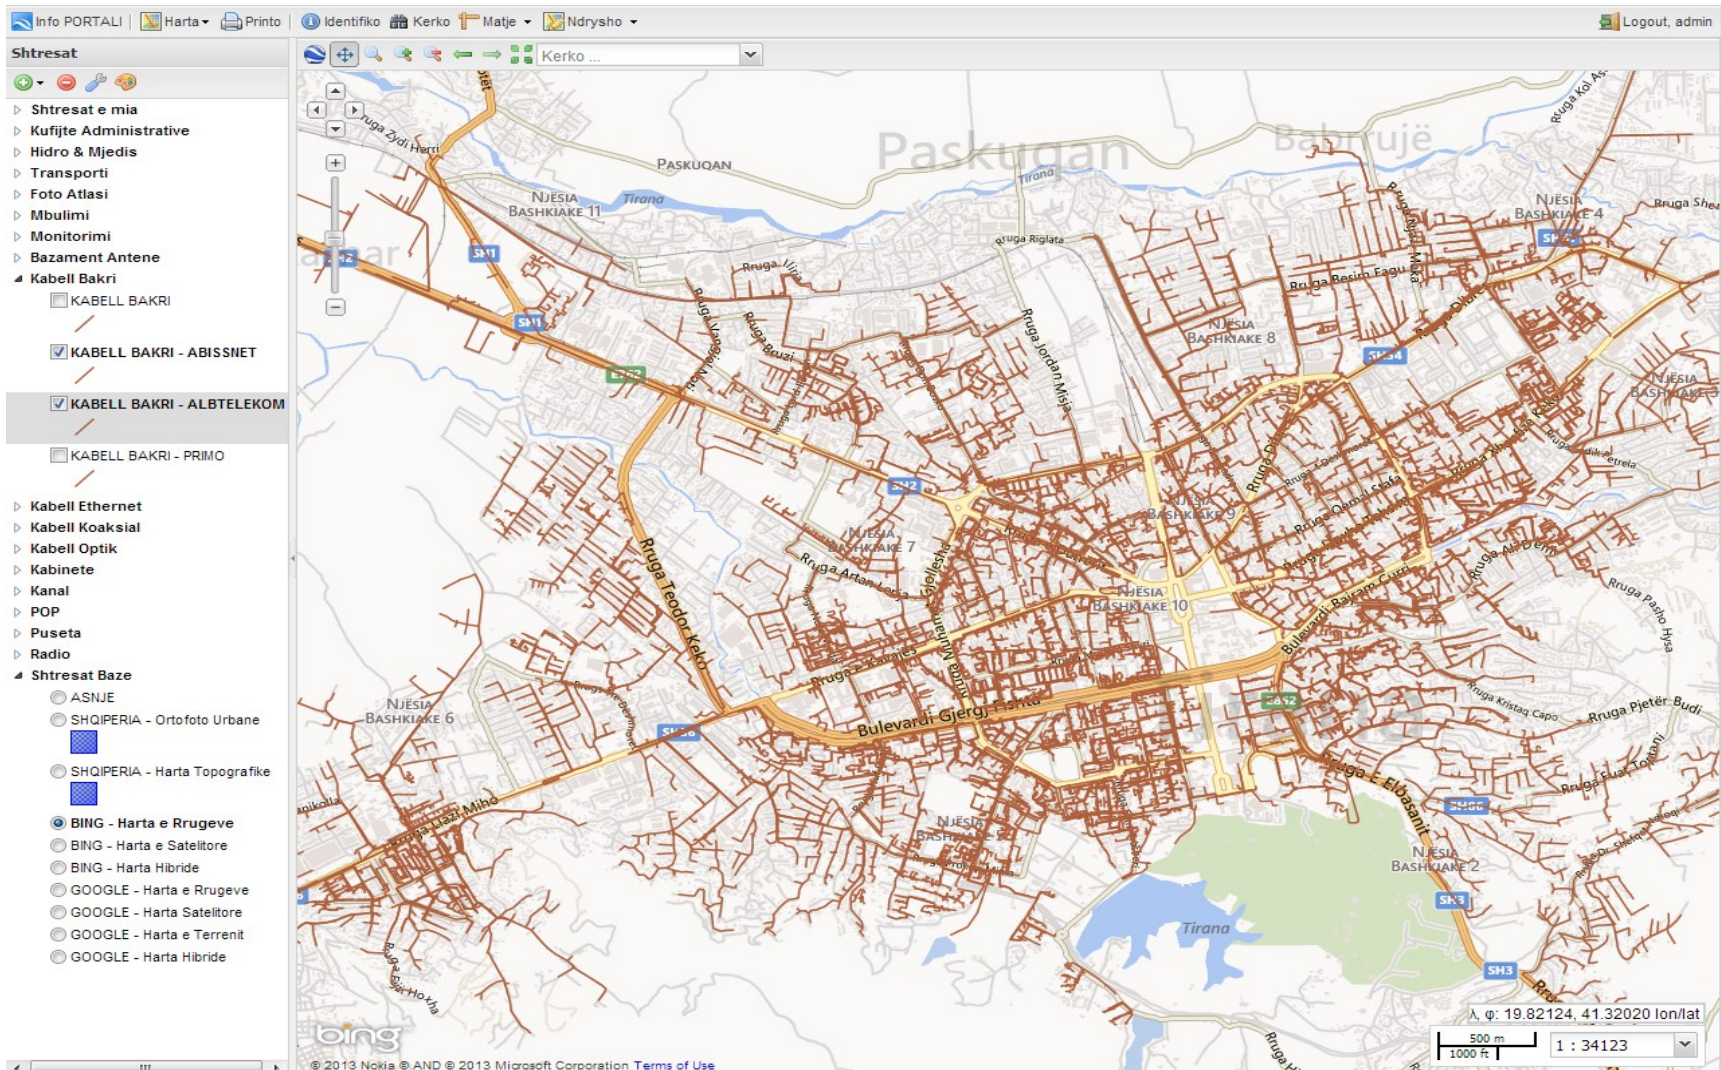 Info PORTALI
Harta
Printo
Identifiko
Kerko
Matje
Ndrysho
Logout, admin
Shtresat
Kerko ...
Shtresat e mia
Kufijte Administrative
Hidro & Mjedis
Transporti
Foto Atlasi
Mbulimi
Monitorimi
Bazament Antene
Kabell Bakri
KABELL BAKRI
KABELL BAKRI - ABISSNET
KABELL BAKRI - ALBTELEKOM
KABELL BAKRI - PRIMO
Kabell Ethernet
Kabell Koaksial
Kabell Optik
Kabinete
Kanal
POP
Puseta
Radio
Shtresat Baze
ASNJE
SHQIPERIA - Ortofoto Urbane
SHQIPERIA - Harta Topografike
BING - Harta e Rrugeve
BING - Harta e Satelitore
BING - Harta Hibride
GOOGLE - Harta e Rrugeve
GOOGLE - Harta Satelitore
GOOGLE - Harta e Terrenit
GOOGLE - Harta Hibride
Paskuqan
PASKUQAN
Tirana
Tirana
NJËSIA
BASHKIAKE 11
NJËSIA
BASHKIAKE 4
Rruga Riglata
SH1
SH1
Rruga Besim Fagu
NJËSIA
BASHKIAKE 8
Rruga Bruzi
Rruga Jordan Misja
SH2
NJËSIA
BASHKIAKE 9
NJËSIA
BASHKIAKE 7
Rruga Artan Lenja
Rruga Teodor Keko
NJËSIA
BASHKIAKE 10
Bulevardi Bajram Curri
Rruga Pasho Hysa
Rruga e Kavajës
Bulevardi Gjergj Fishta
NJËSIA
BASHKIAKE 6
Rruga Kristaq Capo
Rruga Pjetër Budi
Rruga E Elbasanit
Rruga Llazi Miho
NJËSIA
BASHKIAKE 2
SH3
SH3
Tirana
bing
λ, φ: 19.82124, 41.32020 lon/lat
500 m
1000 ft
1 : 34123
© 2013 Nokia © AND © 2013 Microsoft Corporation Terms of Use